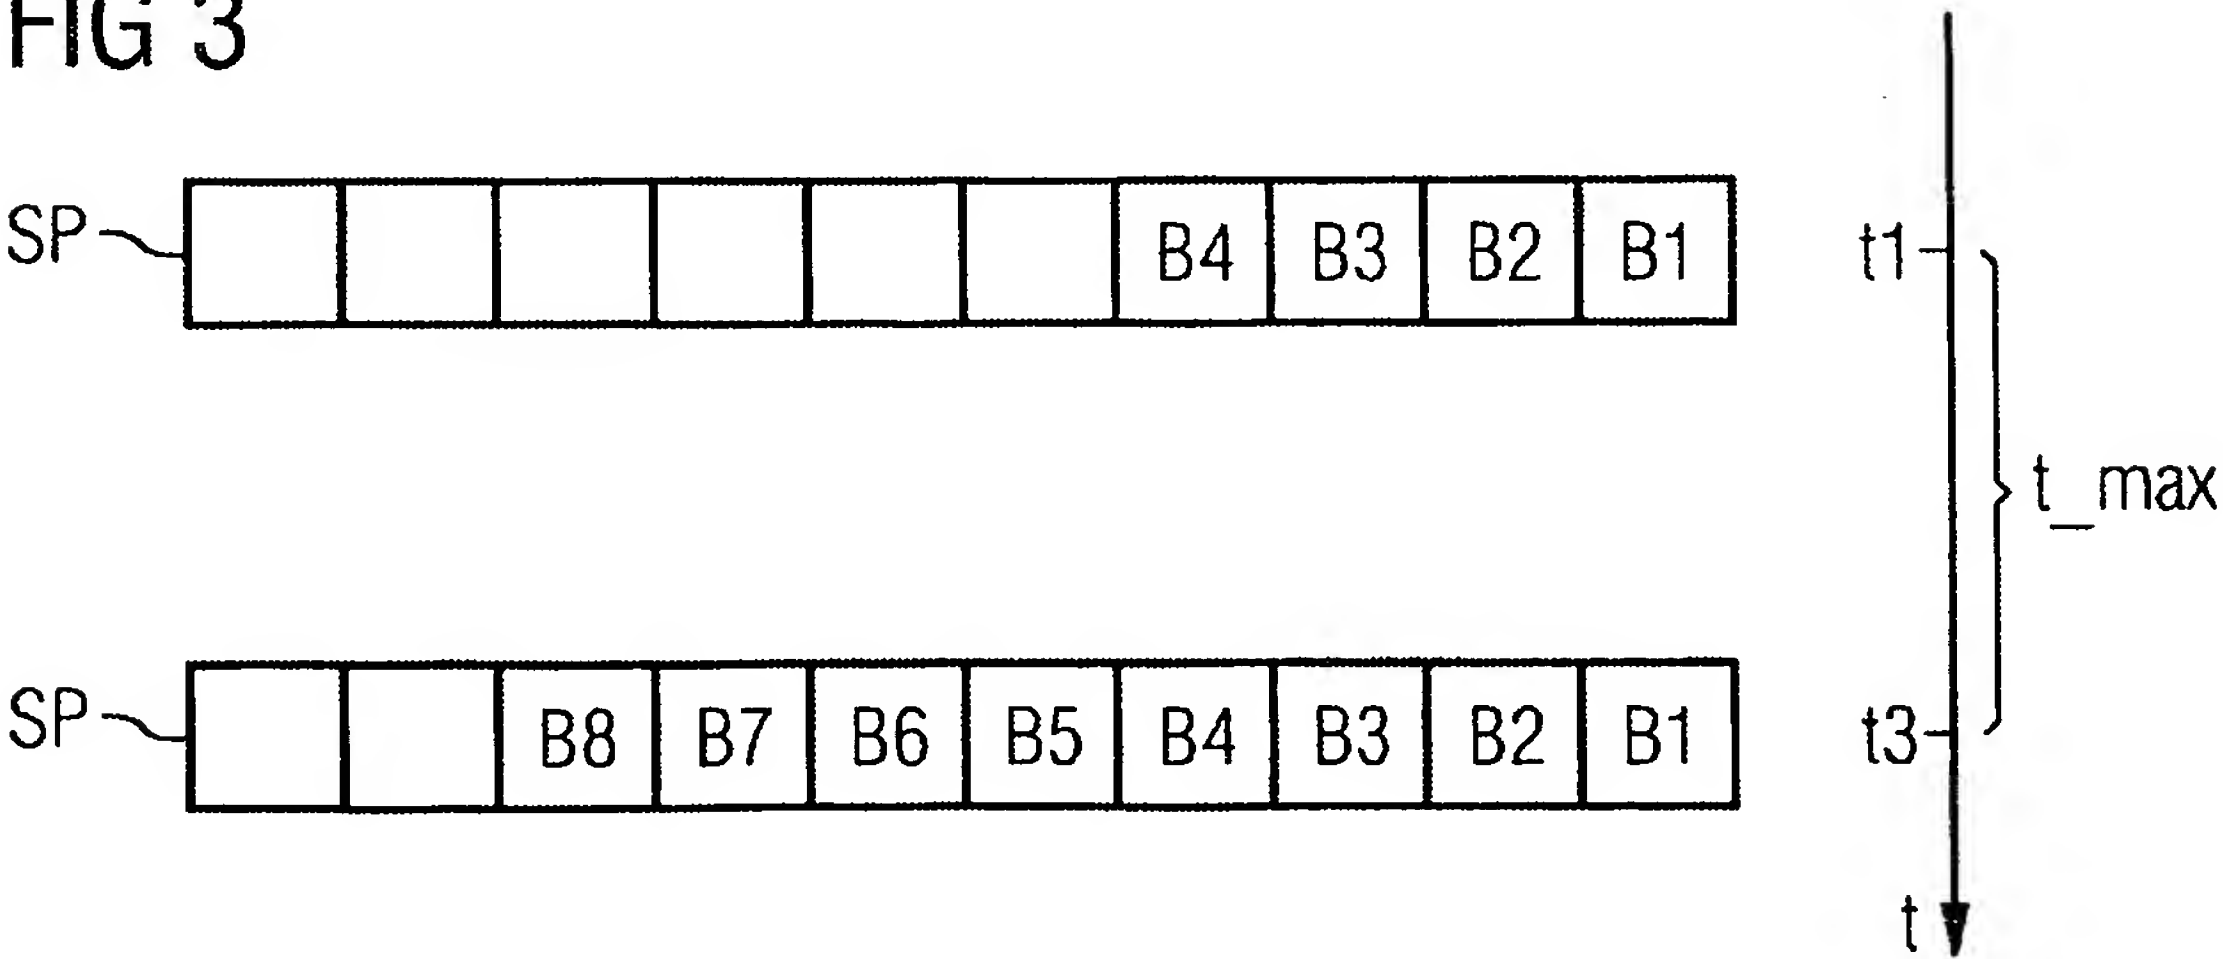 FIG 3
SP B4 B3 B2 B1 t1
t_max
SP B8 B7 B6 B5 B4 B3 B2 B1 t3
t